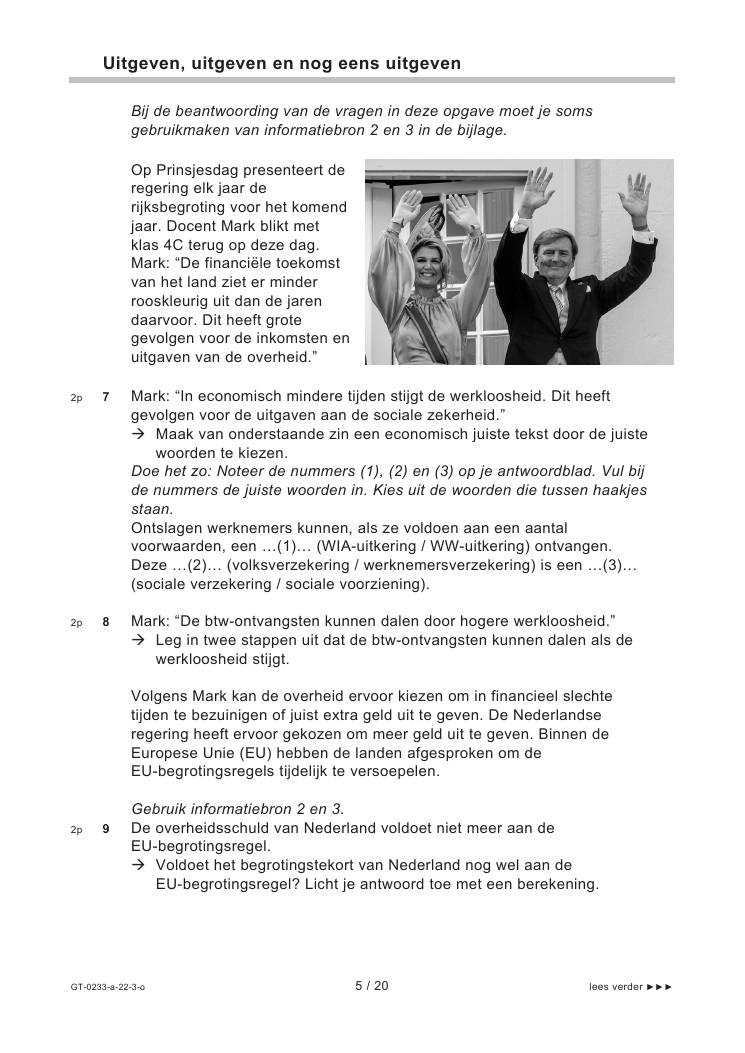 Uitgeven, uitgeven en nog eens uitgeven
Bij de beantwoording van de vragen in deze opgave moet je soms
gebruikmaken van informatiebron 2 en 3 in de bijlage.
Op Prinsjesdag presenteert de
regering elk jaar de
rijksbegroting voor het komend
jaar. Docent Mark blikt met
klas 4C terug op deze dag.
Mark: “De financiële toekomst
van het land ziet er minder
rooskleurig uit dan de jaren
daarvoor. Dit heeft grote
gevolgen voor de inkomsten en
uitgaven van de overheid.”
2p 7 Mark: “In economisch mindere tijden stijgt de werkloosheid. Dit heeft
gevolgen voor de uitgaven aan de sociale zekerheid.”
→ Maak van onderstaande zin een economisch juiste tekst door de juiste
woorden te kiezen.
Doe het zo: Noteer de nummers (1), (2) en (3) op je antwoordblad. Vul bij
de nummers de juiste woorden in. Kies uit de woorden die tussen haakjes
staan.
Ontslagen werknemers kunnen, als ze voldoen aan een aantal
voorwaarden, een …(1)… (WIA-uitkering / WW-uitkering) ontvangen.
Deze …(2)… (volksverzekering / werknemersverzekering) is een …(3)…
(sociale verzekering / sociale voorziening).
2p 8 Mark: “De btw-ontvangsten kunnen dalen door hogere werkloosheid.”
→ Leg in twee stappen uit dat de btw-ontvangsten kunnen dalen als de
werkloosheid stijgt.
Volgens Mark kan de overheid ervoor kiezen om in financieel slechte
tijden te bezuinigen of juist extra geld uit te geven. De Nederlandse
regering heeft ervoor gekozen om meer geld uit te geven. Binnen de
Europese Unie (EU) hebben de landen afgesproken om de
EU-begrotingsregels tijdelijk te versoepelen.
Gebruik informatiebron 2 en 3.
2p 9 De overheidsschuld van Nederland voldoet niet meer aan de
EU-begrotingsregel.
→ Voldoet het begrotingstekort van Nederland nog wel aan de
EU-begrotingsregel? Licht je antwoord toe met een berekening.
GT-0233-a-22-3-o 5 / 20 lees verder ►►►